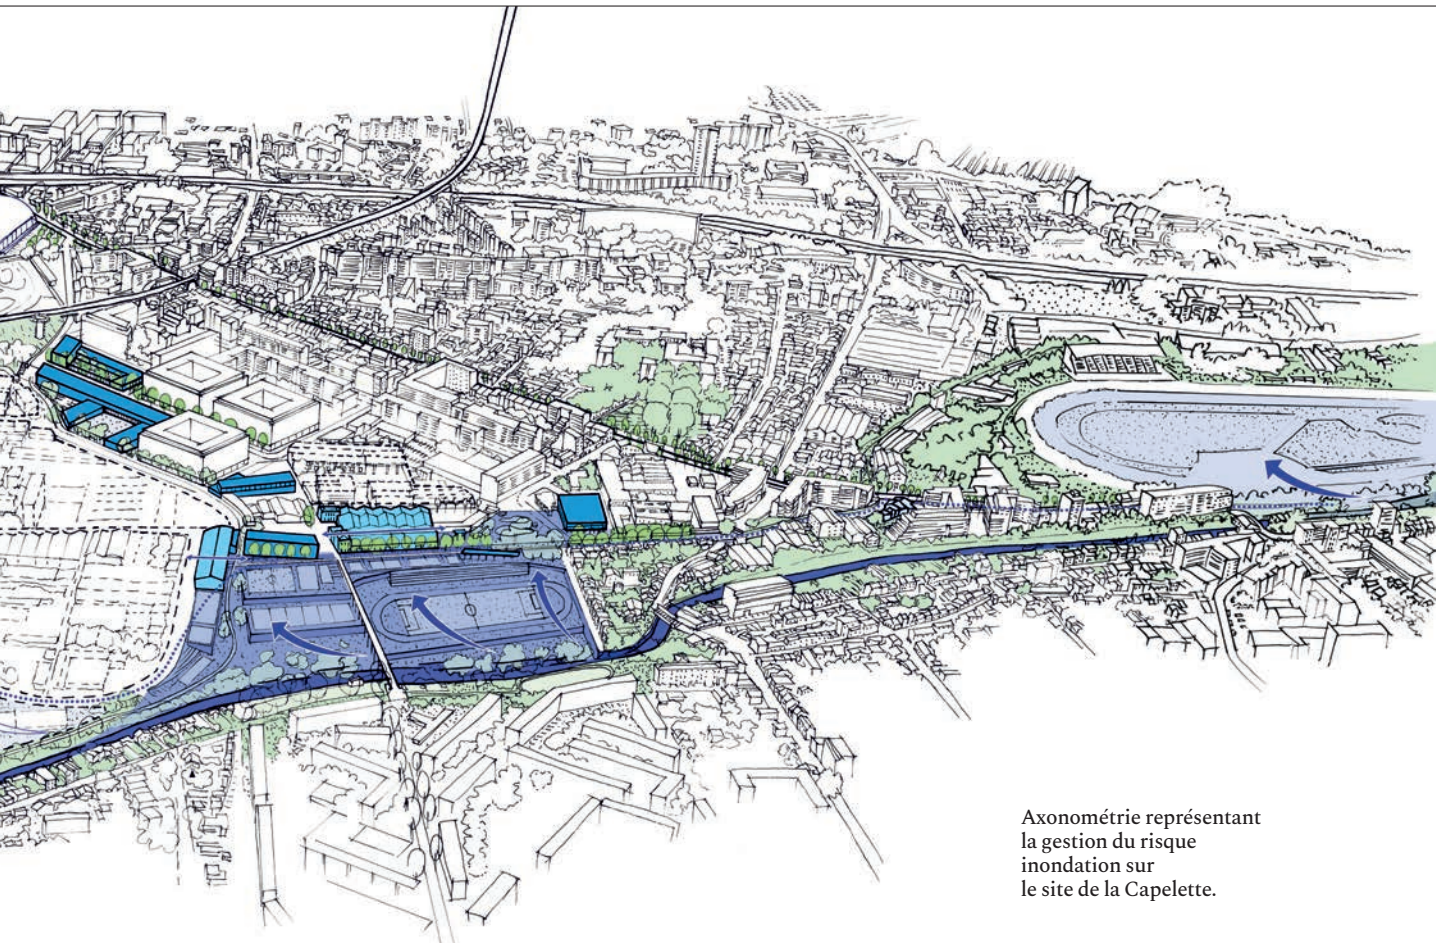 Axonométrie représentant
la gestion du risque
inondation sur
le site de la Capelette.